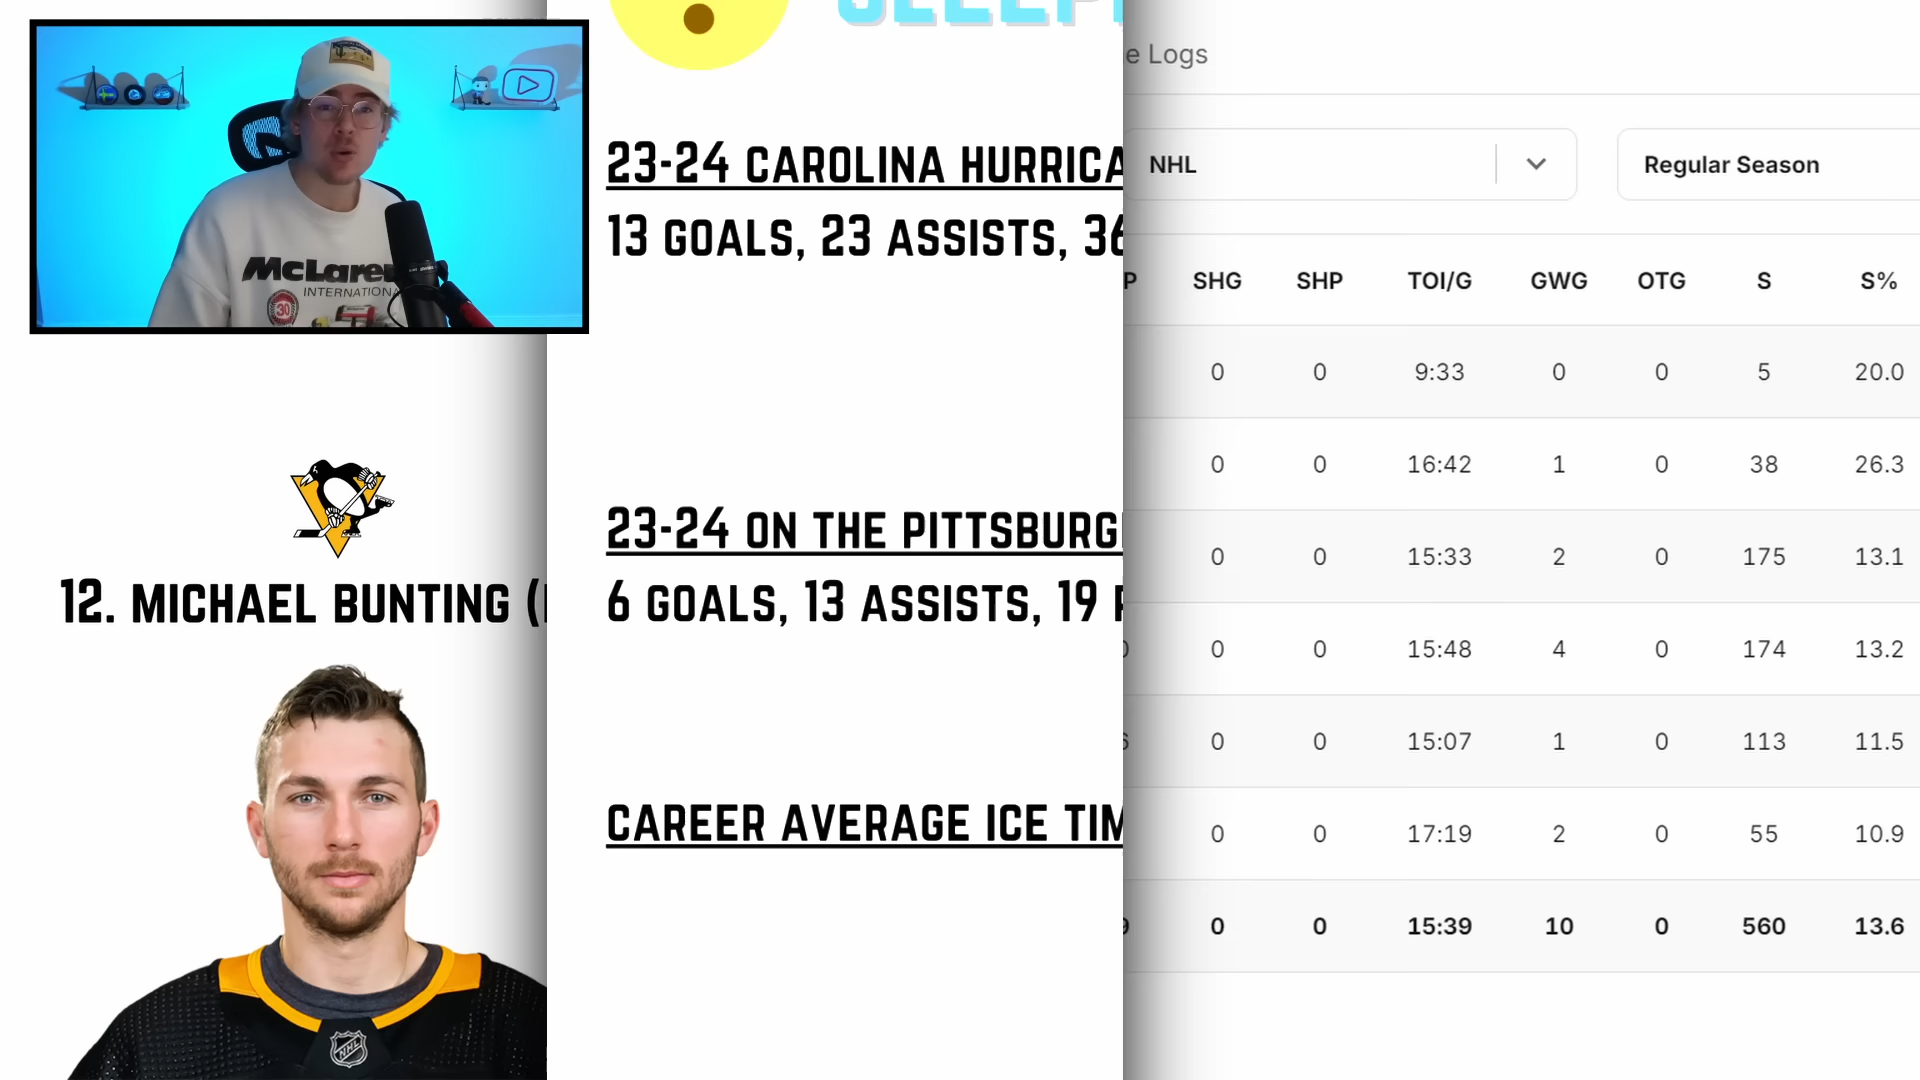 McLaren
INTERNATIONA
30
12. MICHAEL BUNTING (
NHL
23-24 CAROLINA HURRICA
13 GOALS, 23 ASSISTS, 36
23-24 ON THE PITTSBURG
6 GOALS, 13 ASSISTS, 19
CAREER AVERAGE ICE TIM
e Logs
NHL Regular Season
P SHG SHP TOI/G GWG OTG S S%
0 0 9:33 0 0 5 20.0
0 0 16:42 1 0 38 26.3
0 0 15:33 2 0 175 13.1
0 0 15:48 4 0 174 13.2
0 0 15:07 1 0 113 11.5
0 0 17:19 2 0 55 10.9
0 0 15:39 10 0 560 13.6